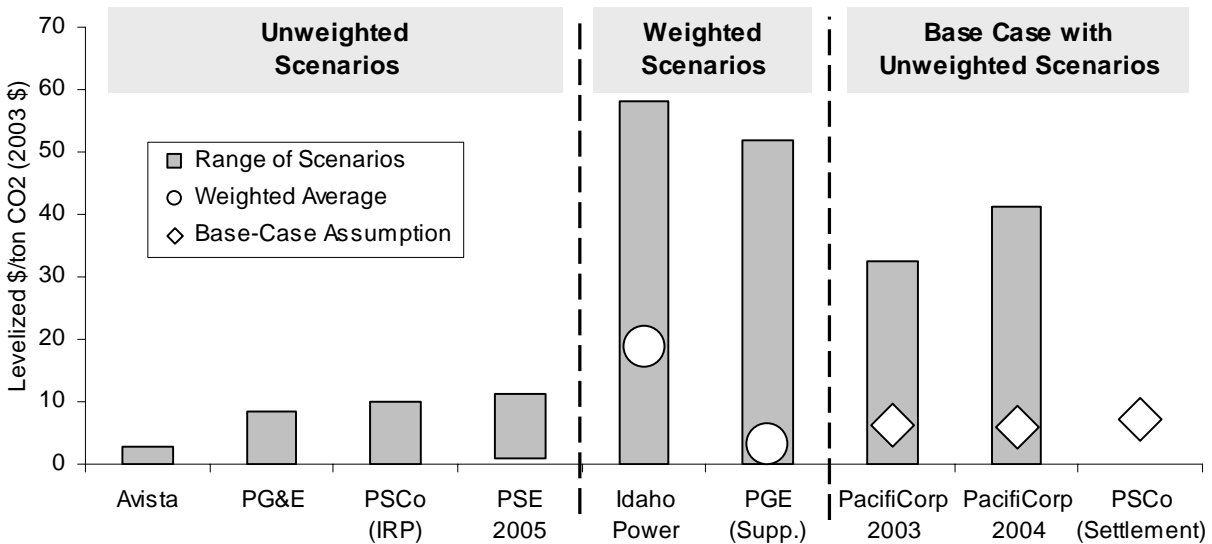 Unweighted
Scenarios
Weighted
Scenarios
Base Case with
Unweighted Scenarios
Levelized $/ton CO2 (2003 $)
70
60
50
40
30
20
10
0
Range of Scenarios
Weighted Average
Base-Case Assumption
Avista
PG&E
PSCo
(IRP)
PSE
2005
Idaho
Power
PGE
(Supp.)
PacifiCorp
2003
PacifiCorp
2004
PSCo
(Settlement)